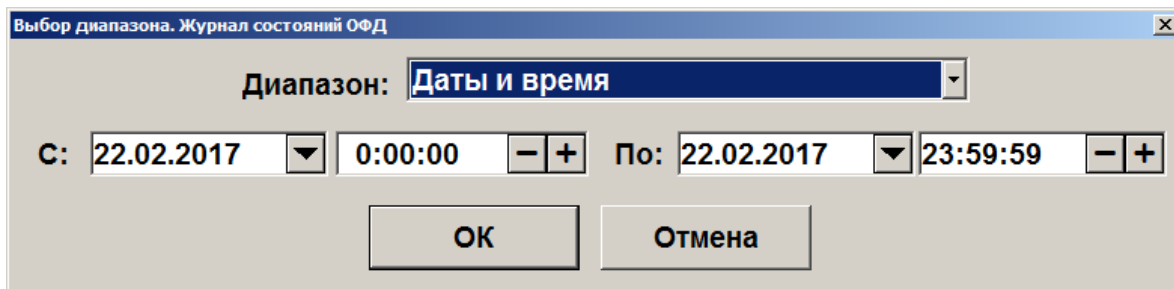 Выбор диапазона. Журнал состояний ОФД
Диапазон: Даты и время
С: 22.02.2017 0:00:00 По: 22.02.2017 23:59:59
ОК Отмена